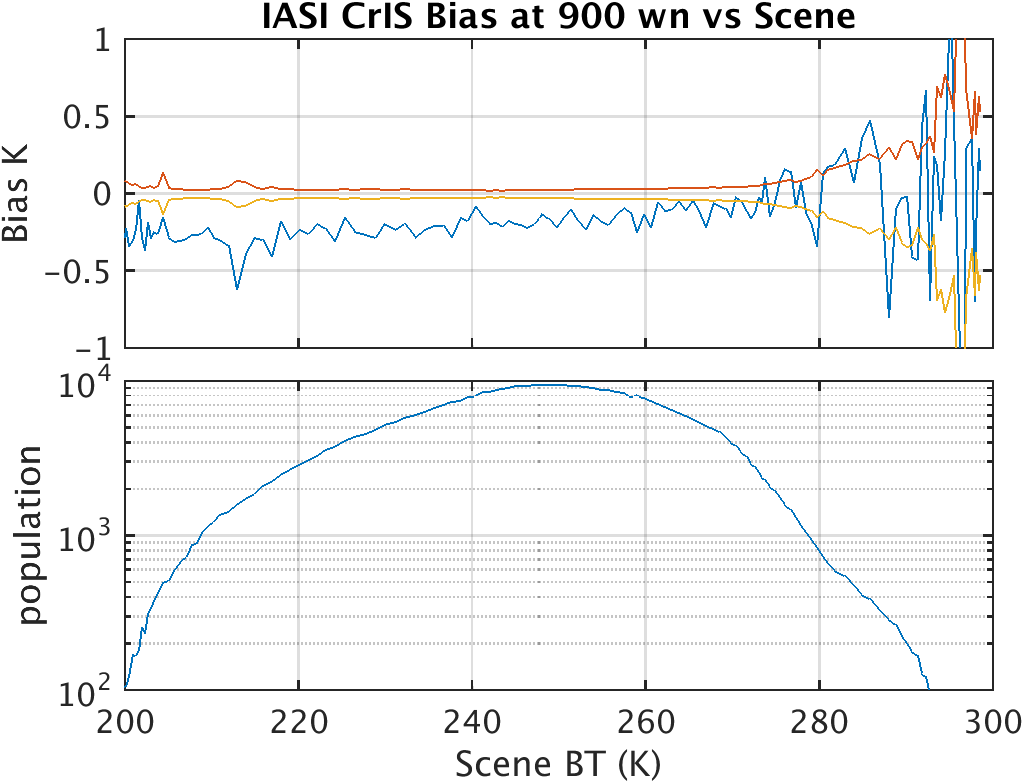 IASI CrIS Bias at 900 wn vs Scene
1
0.5
0
-0.5
-1
Bias K
10^4
10^3
10^2
population
200 220 240 260 280 300
Scene BT (K)